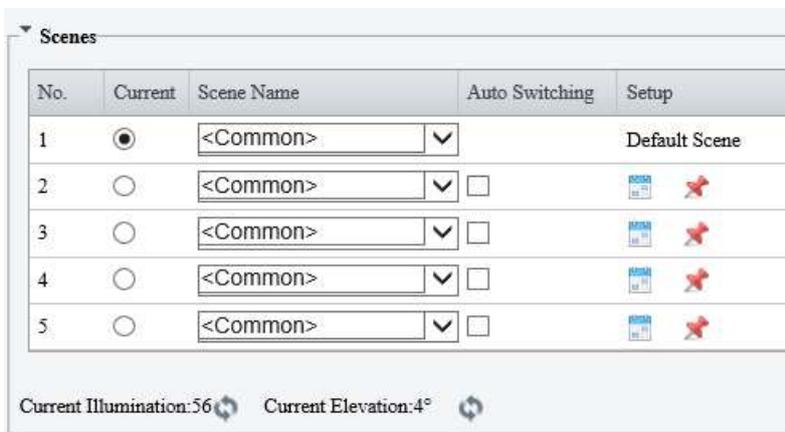 Scenes
No. Current Scene Name Auto Switching Setup
1 <Common> Default Scene
2 <Common>
3 <Common>
4 <Common>
5 <Common>
Current Illumination:56 Current Elevation:4°